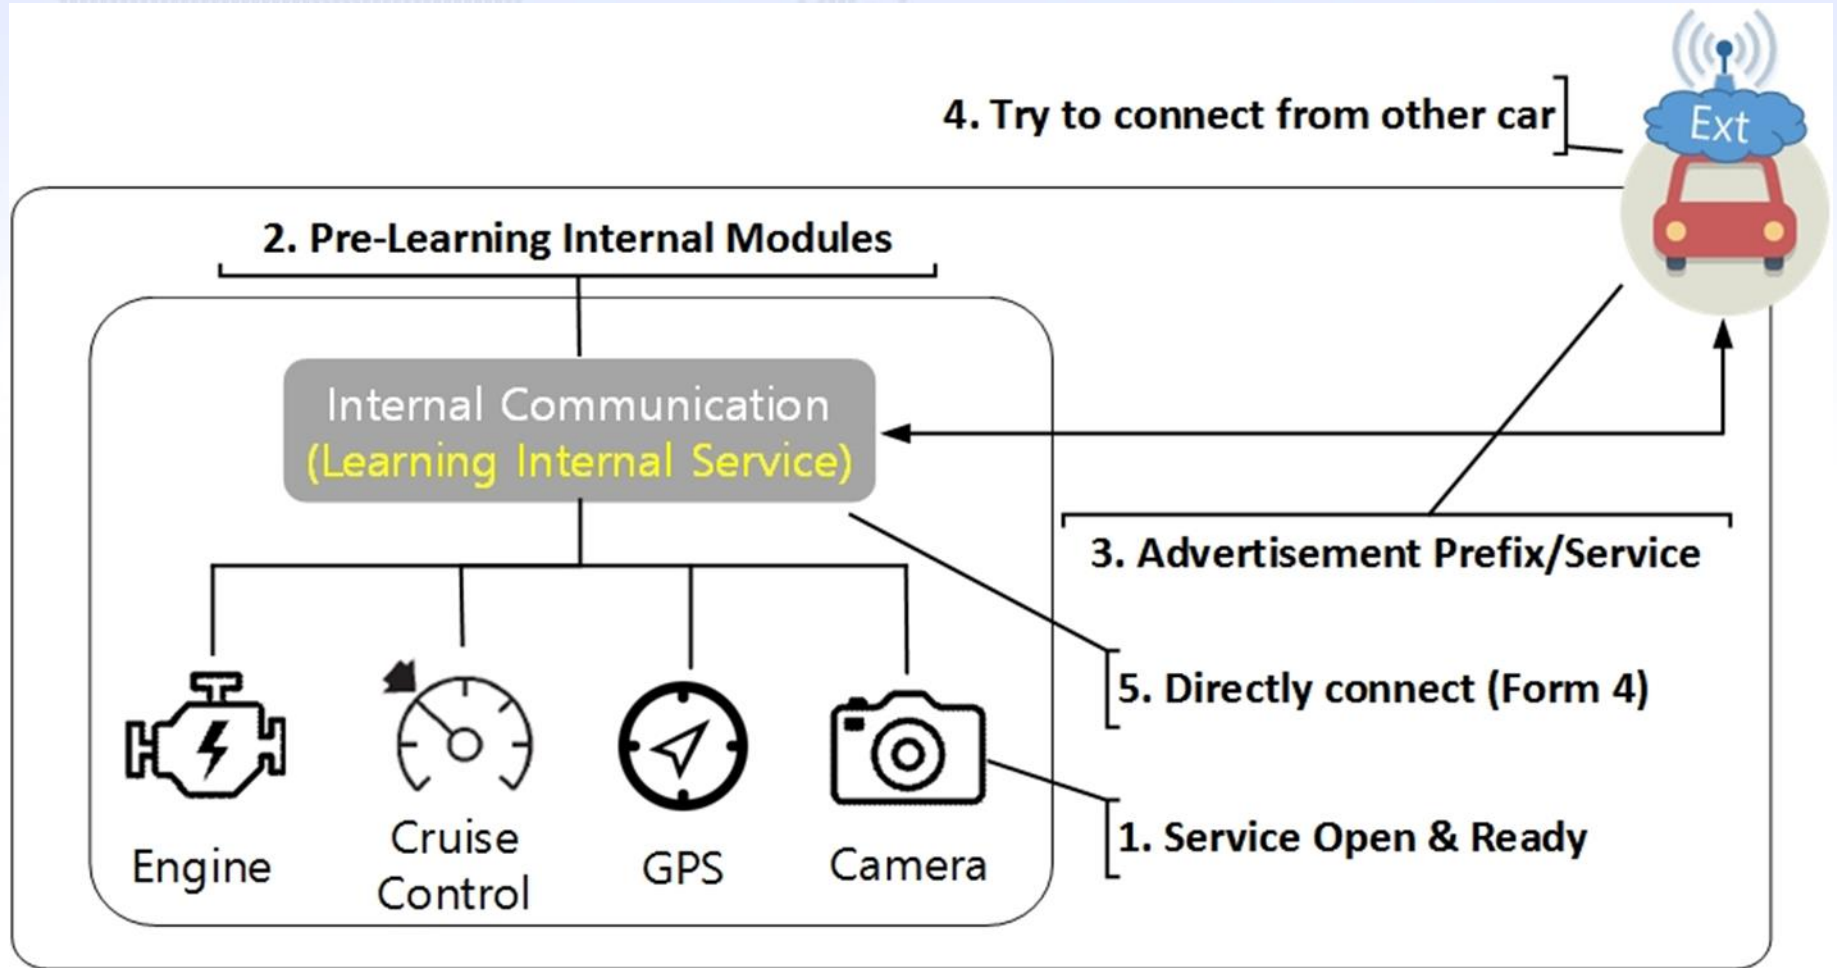 4. Try to connect from other car
Ext
2. Pre-Learning Internal Modules
Internal Communication
(Learning Internal Service)
3. Advertisement Prefix/Service
5. Directly connect (Form 4)
1. Service Open & Ready
Engine
Cruise
Control
GPS
Camera